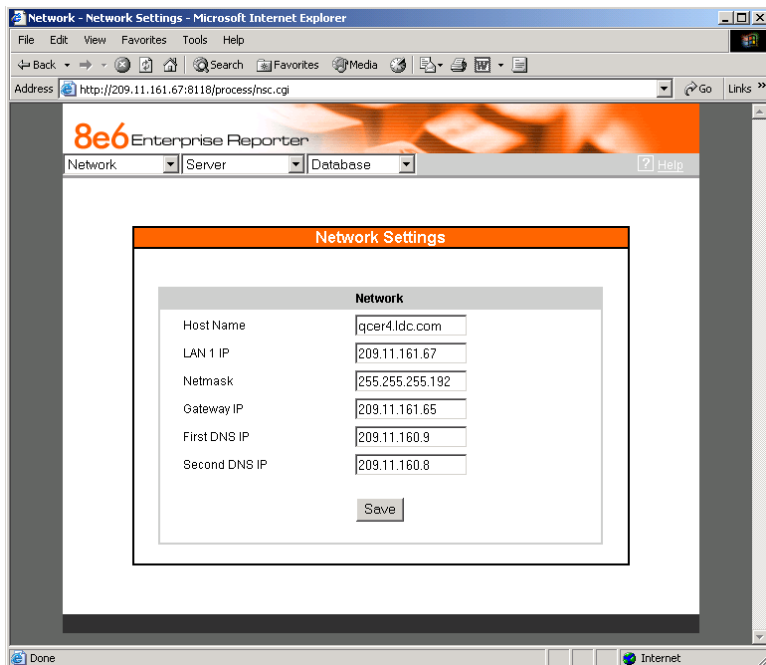 Network - Network Settings - Microsoft Internet Explorer
File Edit View Favorites Tools Help
Back Search Favorites Media
Address http://209.11.161.67:8118/process/nsc.cgi Go Links »
8e6 Enterprise Reporter
Network Server Database ? Help
Network Settings
Network
Host Name qcer4.ldc.com
LAN 1 IP 209.11.161.67
Netmask 255.255.255.192
Gateway IP 209.11.161.65
First DNS IP 209.11.160.9
Second DNS IP 209.11.160.8
Save
Done Internet